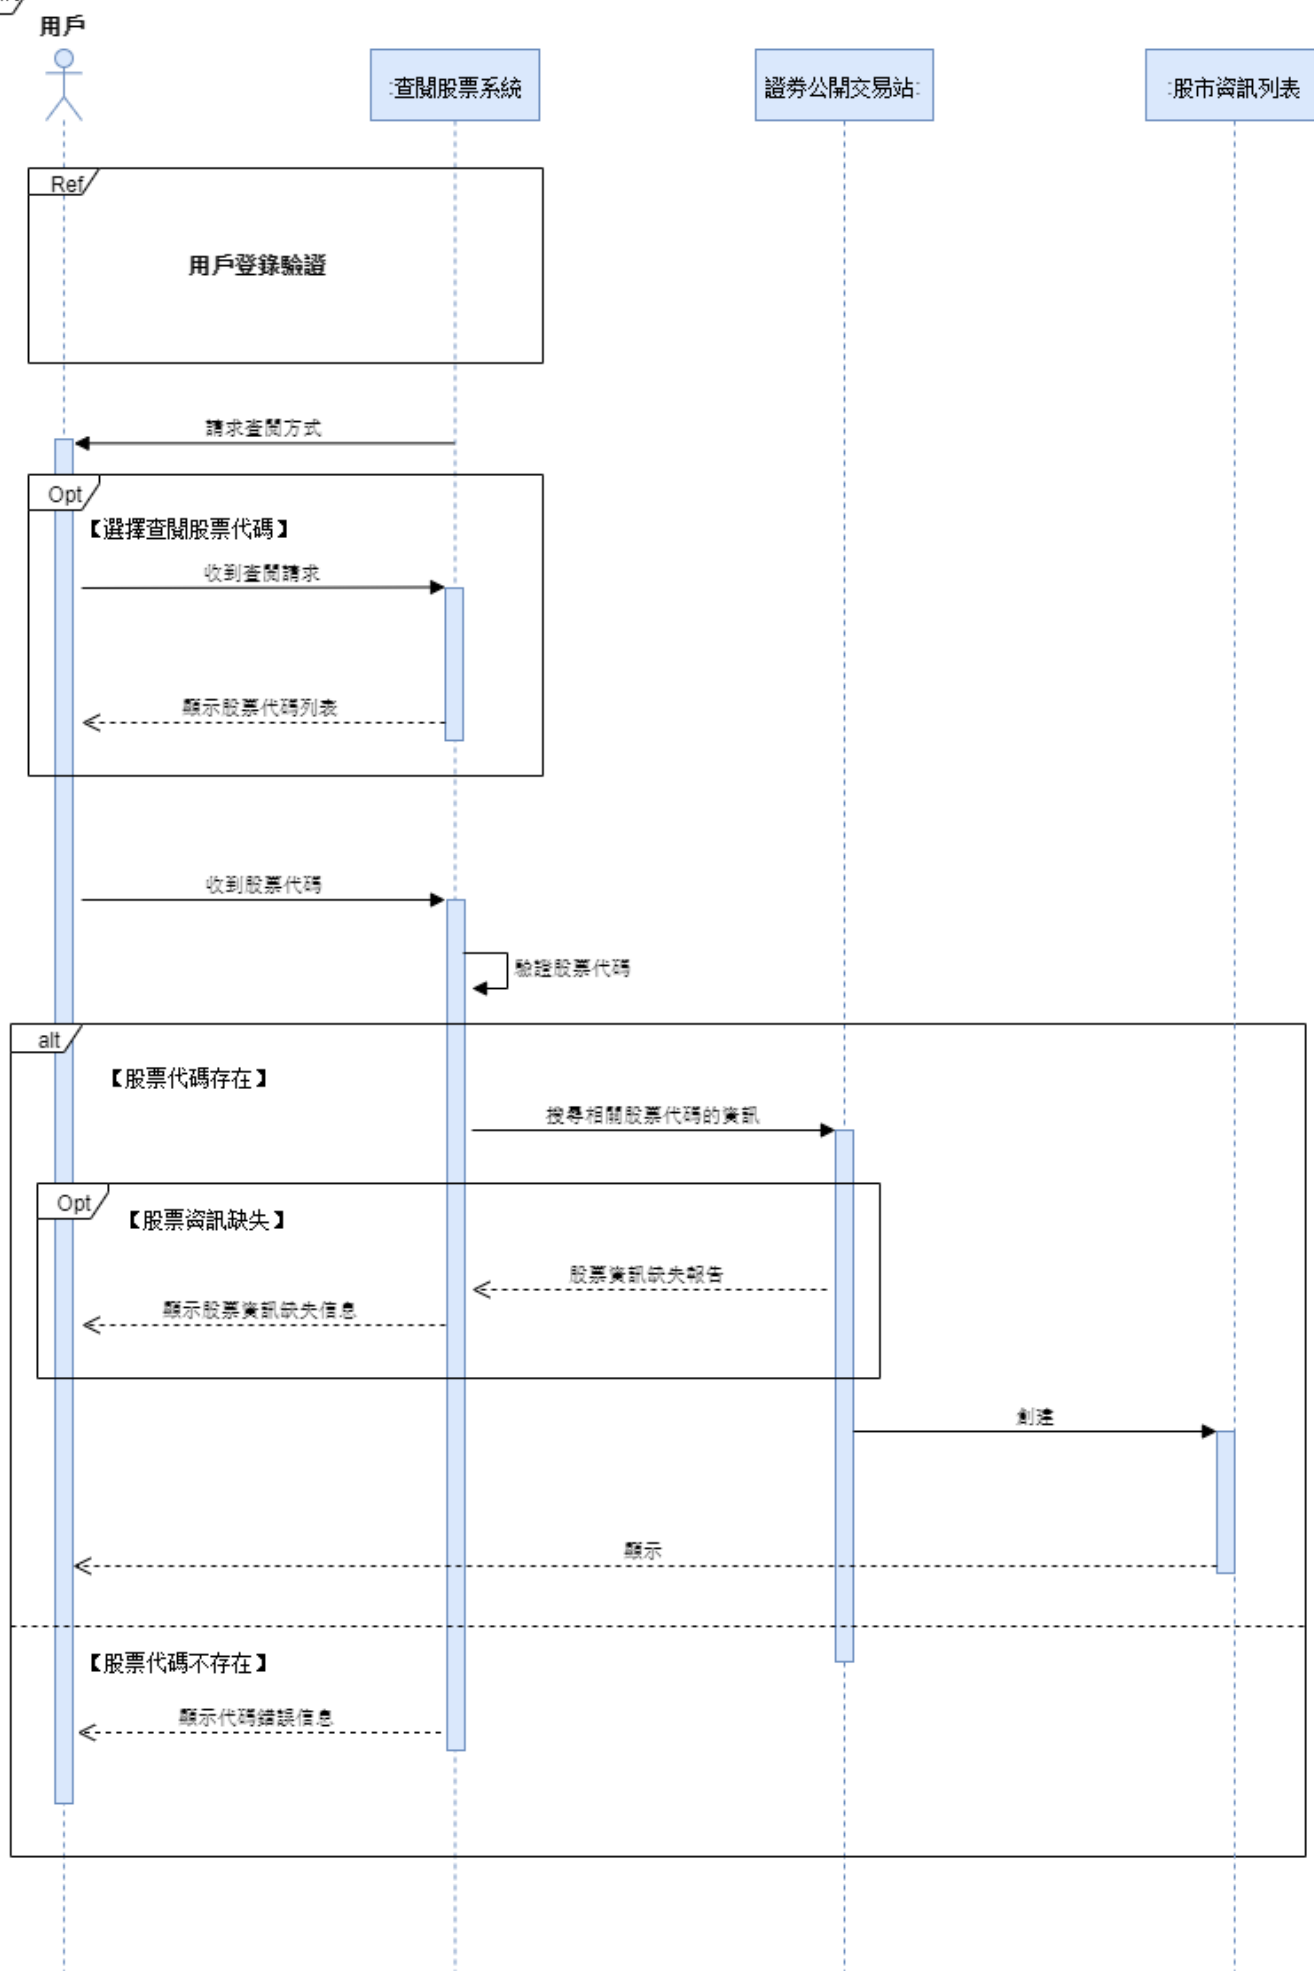 用戶
:查閱股票系統
證券公開交易站:
:股市資訊列表
Ref
用戶登錄驗證
請求查閱方式
Opt
【選擇查閱股票代碼】
收到查閱請求
顯示股票代碼列表
收到股票代碼
驗證股票代碼
alt
【股票代碼存在】
搜尋相關股票代碼的資訊
Opt
【股票資訊缺失】
股票資訊缺失報告
顯示股票資訊缺失信息
創建
顯示
【股票代碼不存在】
顯示代碼錯誤信息